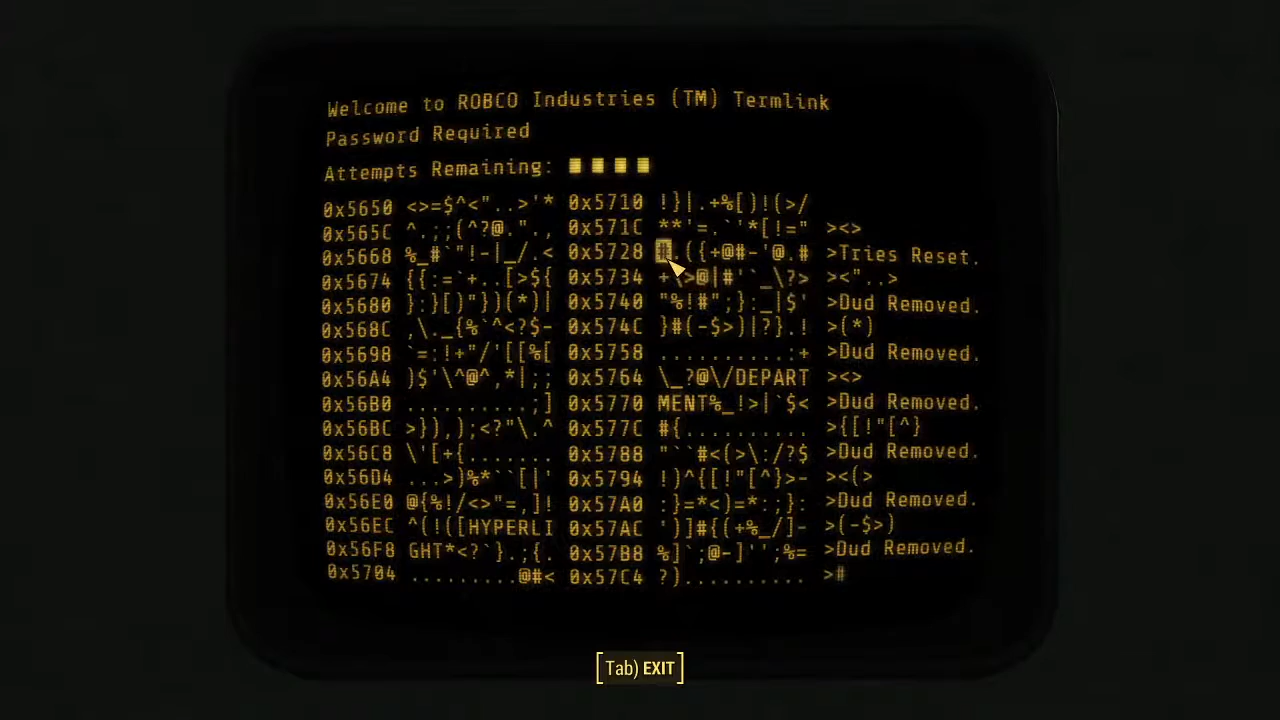 Welcome to ROBCO Industries (TM) Termlink
Password Required
Attempts Remaining:
0x5650 <>=$^<"..>'* 0x5710 !}|.+%[)!(>/
0x565C ^.;;(^?@.".,  0x571C **'=.`'*[!=" ><>
0x5668 %_#`"!-|_/.< 0x5728 #.({+@#-'@.# >Tries Reset.
0x5674 {{:=`+..[>${ 0x5734 +\>@|#'`_\?> ><"..>
0x5680 }:}[)"})(*)| 0x5740 "%!#";}:_|$' >Dud Removed.
0x568C ,\._{%`^<?$- 0x574C }#(-$>)|?}.! >(*)
0x5698 `=:!+"/'[[%[ 0x5758 ..........:+ >Dud Removed.
0x56A4 )$'\^@^,*|;; 0x5764 \_?@\/DEPART ><>
0x56B0 ..........;] 0x5770 MENT%_!>|`$< >Dud Removed.
0x56BC >}),);<?"\.^ 0x577C #{.......... >{[!"[^}
0x56C8 \'[+{....... 0x5788 "``#<(>\:/?$ >Dud Removed.
0x56D4 ...>)%*``[|' 0x5794 !)^{[!"[^}>- ><(>
0x56E0 @{%!/<>"=,]! 0x57A0 :}=*<)=*:;}: >Dud Removed.
0x56EC ^(!([HYPERLI 0x57AC ')]#{(+%_/]- >(-$>)
0x56F8 GHT*<?`}.;{. 0x57B8 %]`;@-]'';%= >Dud Removed.
0x5704 .........@#< 0x57C4 ?).......... >#
[Tab) EXIT]